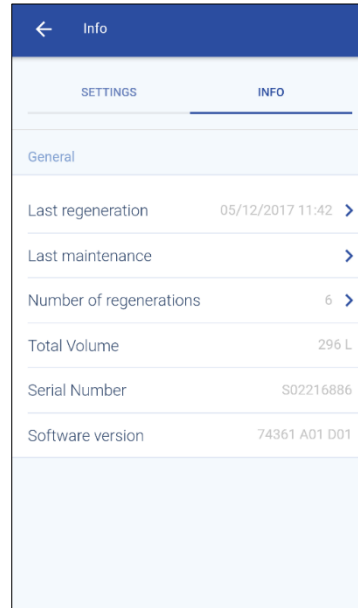 Info
SETTINGS INFO
General
Last regeneration 05/12/2017 11:42
Last maintenance
Number of regenerations 6
Total Volume 296 L
Serial Number S02216886
Software version 74361 A01 D01